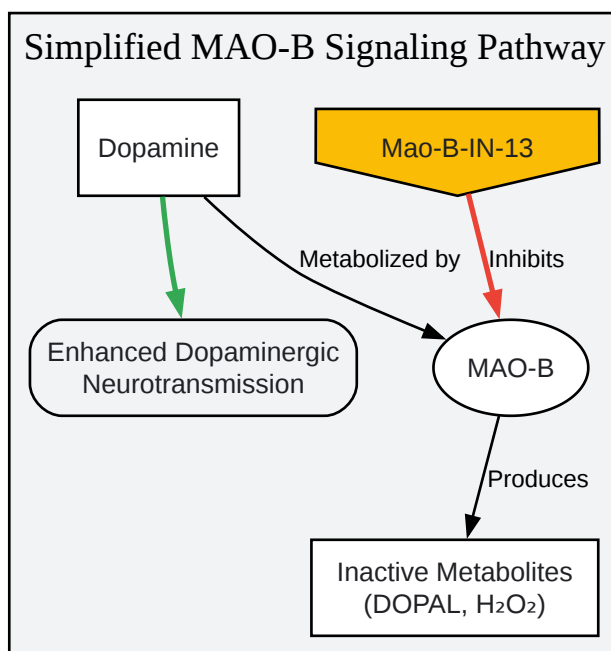 Simplified MAO-B Signaling Pathway
Dopamine
Mao-B-IN-13
Metabolized by
Inhibits
Enhanced Dopaminergic
Neurotransmission
MAO-B
Produces
Inactive Metabolites
(DOPAL, H₂O₂)